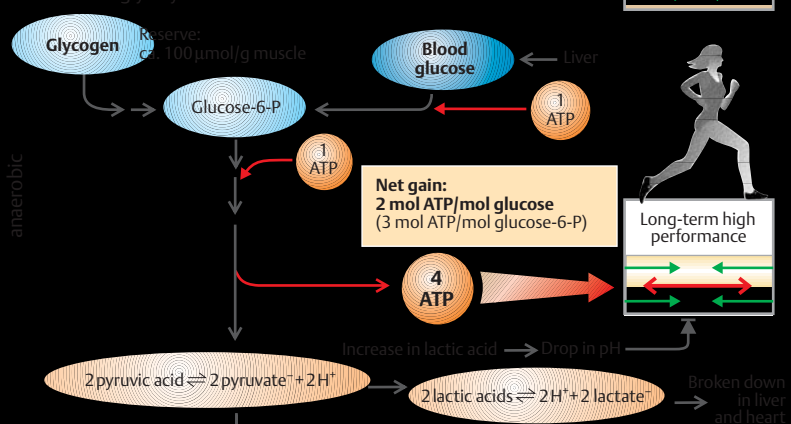 Reserve:
Glycogen
ca. 100 μmol/g muscle
Blood
glucose
Liver
Glucose-6-P
1
ATP
1
ATP
anaerobic
Net gain:
2 mol ATP/mol glucose
(3 mol ATP/mol glucose-6-P)
Long-term high
performance
4
ATP
Increase in lactic acid
Drop in pH
2 pyruvic acid ⇌ 2 pyruvate⁻ + 2H⁺
2 lactic acids ⇌ 2H⁺ + 2 lactate⁻
Broken down
in liver
and heart